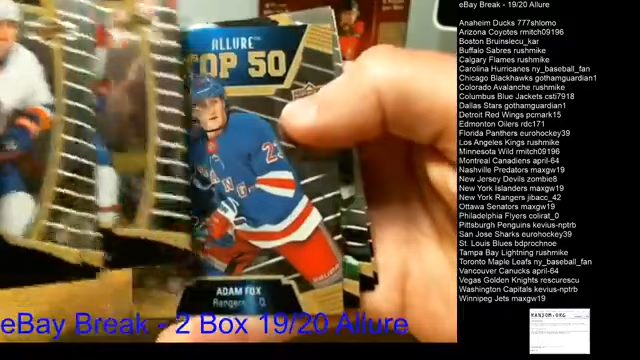 ALLURE
TOP 50
ADAM FOX
Rangers
eBay Break - 2 Box 19/20 Allure
eBay Break - 19/20 Allure
Anaheim Ducks 777shlomo
Arizona Coyotes rmitch09196
Boston Bruinslecu_kar
Buffalo Sabres rushmike
Calgary Flames rushmike
Carolina Hurricanes ny_baseball_fan
Chicago Blackhawks gothamguardian1
Colorado Avalanche rushmike
Columbus Blue Jackets csti7918
Dallas Stars gothamguardian1
Detroit Red Wings pcmark15
Edmonton Oilers rdc171
Florida Panthers eurohockey39
Los Angeles Kings rushmike
Minnesota Wild rmitch09196
Montreal Canadiens april-64
Nashville Predators maxgw19
New Jersey Devils zombie8
New York Islanders maxgw19
New York Rangers jibacc_42
Ottawa Senators maxgw19
Philadelphia Flyers colirat_0
Pittsburgh Penguins kevius-nptrb
San Jose Sharks eurohockey39
St. Louis Blues bdprochnoe
Tampa Bay Lightning rushmike
Toronto Maple Leafs ny_baseball_fan
Vancouver Canucks april-64
Vegas Golden Knights rescurescu
Washington Capitals kevius-nptrb
Winnipeg Jets maxgw19
RANDOM.ORG